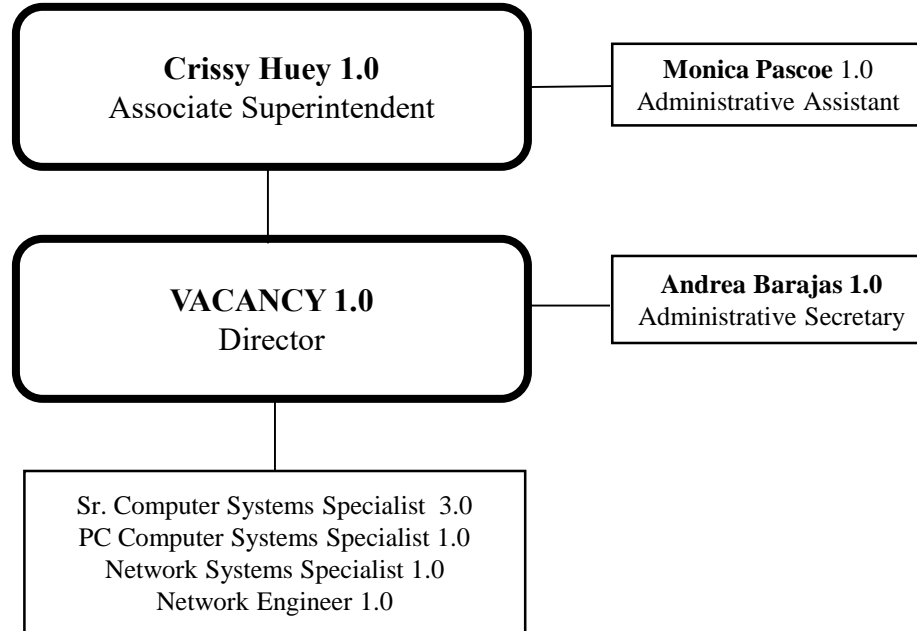 Crissy Huey 1.0
Associate Superintendent
Monica Pascoe 1.0
Administrative Assistant
VACANCY 1.0
Director
Andrea Barajas 1.0
Administrative Secretary
Sr. Computer Systems Specialist  3.0
PC Computer Systems Specialist 1.0
Network Systems Specialist 1.0
Network Engineer 1.0